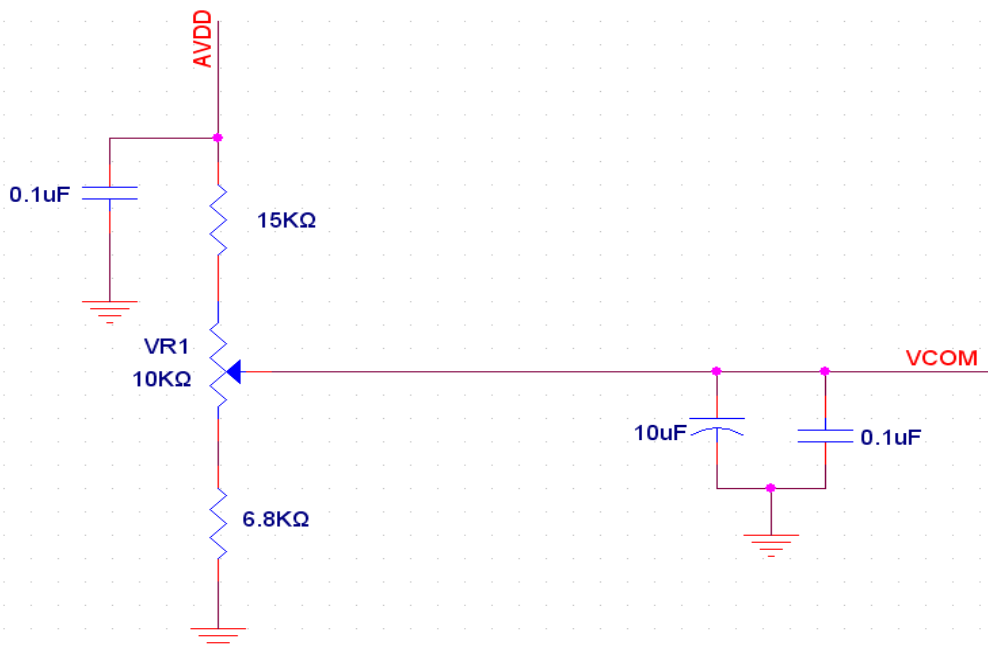 AVDD
0.1uF
15KΩ
VR1
10KΩ
VCOM
10uF
0.1uF
6.8KΩ